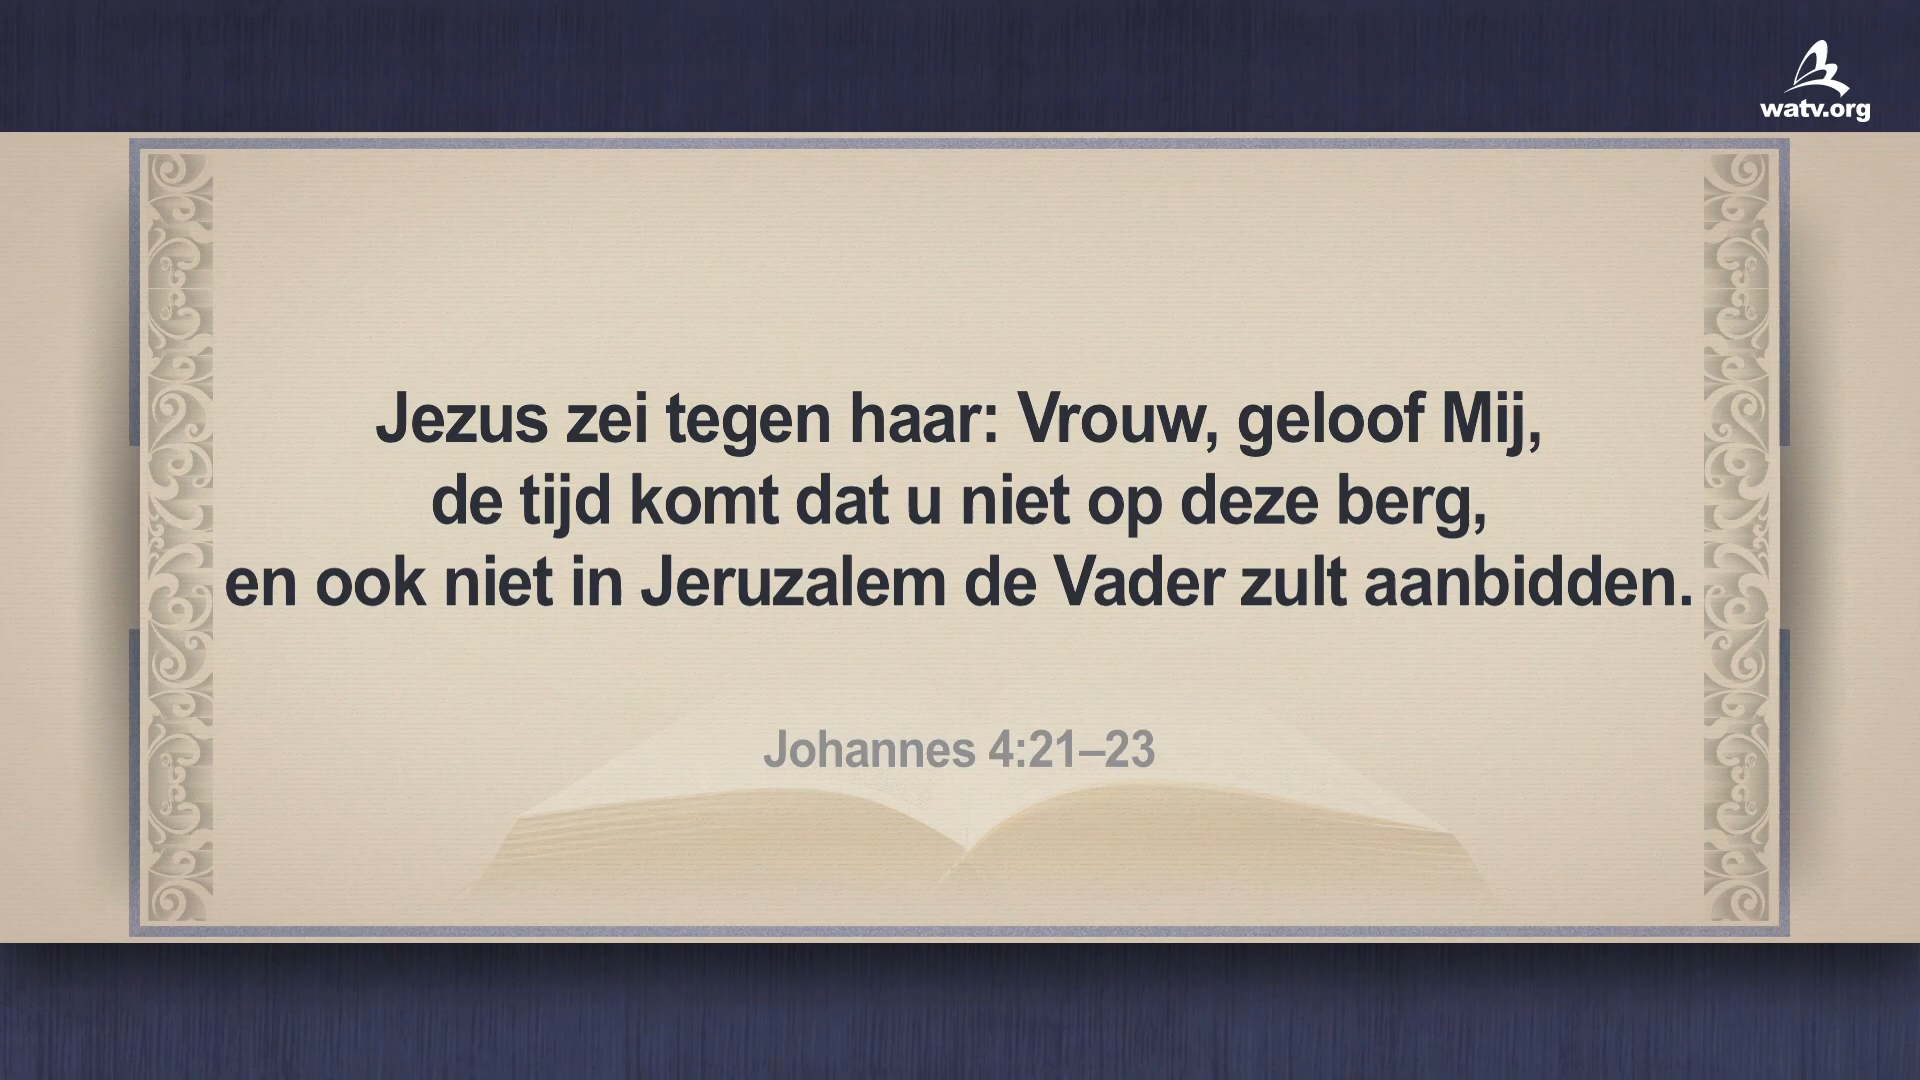 watv.org
Jezus zei tegen haar: Vrouw, geloof Mij,
de tijd komt dat u niet op deze berg,
en ook niet in Jeruzalem de Vader zult aanbidden.
Johannes 4:21–23